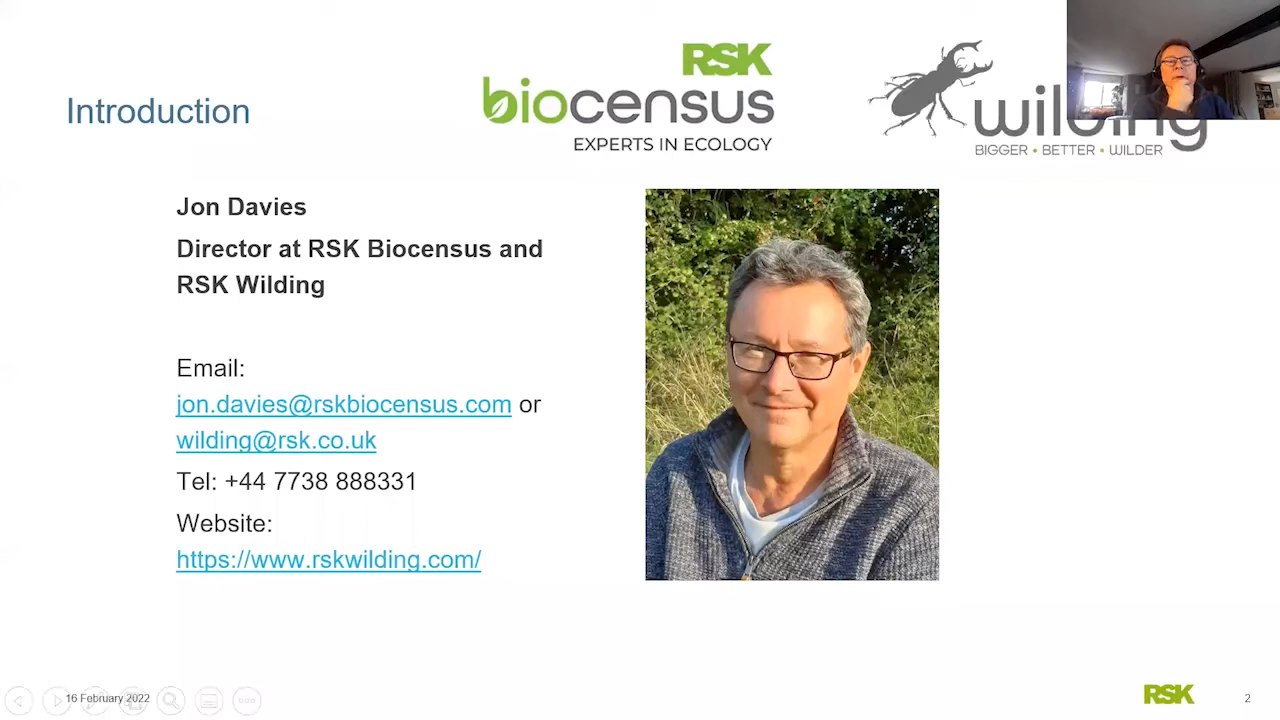 Introduction
RSK
biocensus
EXPERTS IN ECOLOGY
wilding
BIGGER • BETTER • WILDER
Jon Davies
Director at RSK Biocensus and
RSK Wilding
Email:
jon.davies@rskbiocensus.com or
wilding@rsk.co.uk
Tel: +44 7738 888331
Website:
https://www.rskwilding.com/
16 February 2022
RSK
2